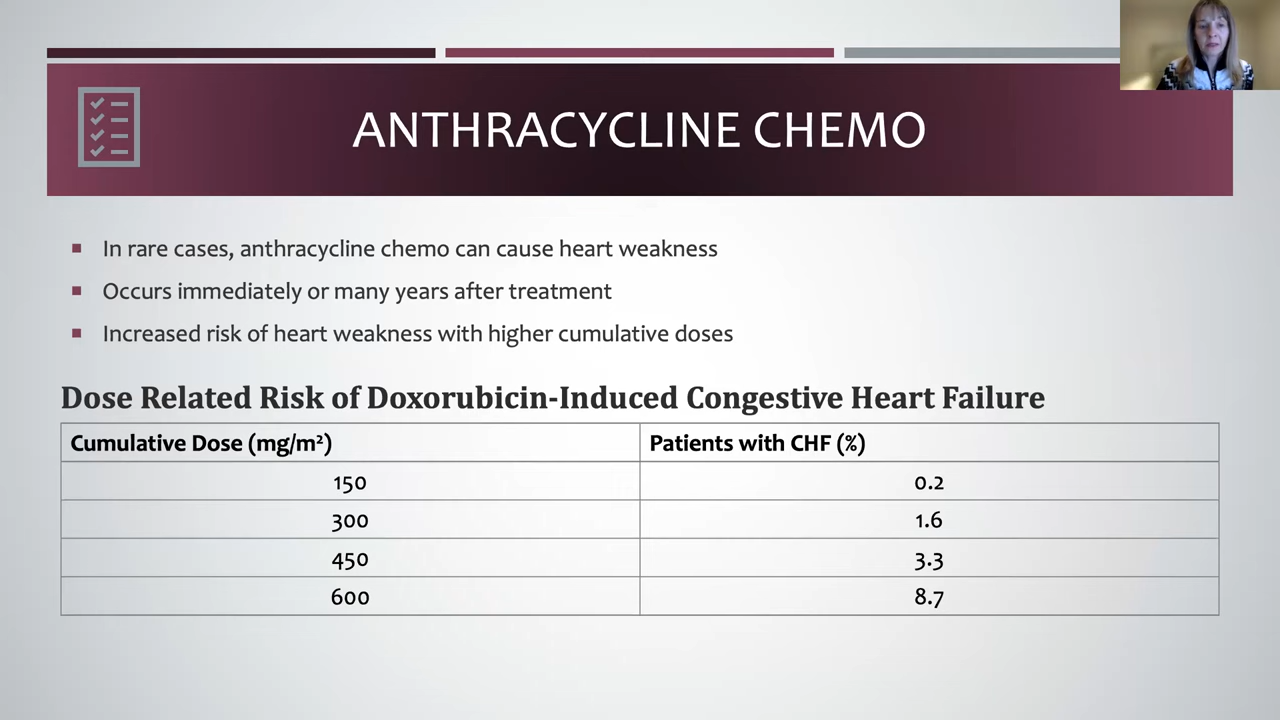 ANTHRACYCLINE CHEMO
In rare cases, anthracycline chemo can cause heart weakness
Occurs immediately or many years after treatment
Increased risk of heart weakness with higher cumulative doses
Dose Related Risk of Doxorubicin-Induced Congestive Heart Failure
Cumulative Dose (mg/m²) Patients with CHF (%)
150 0.2
300 1.6
450 3.3
600 8.7